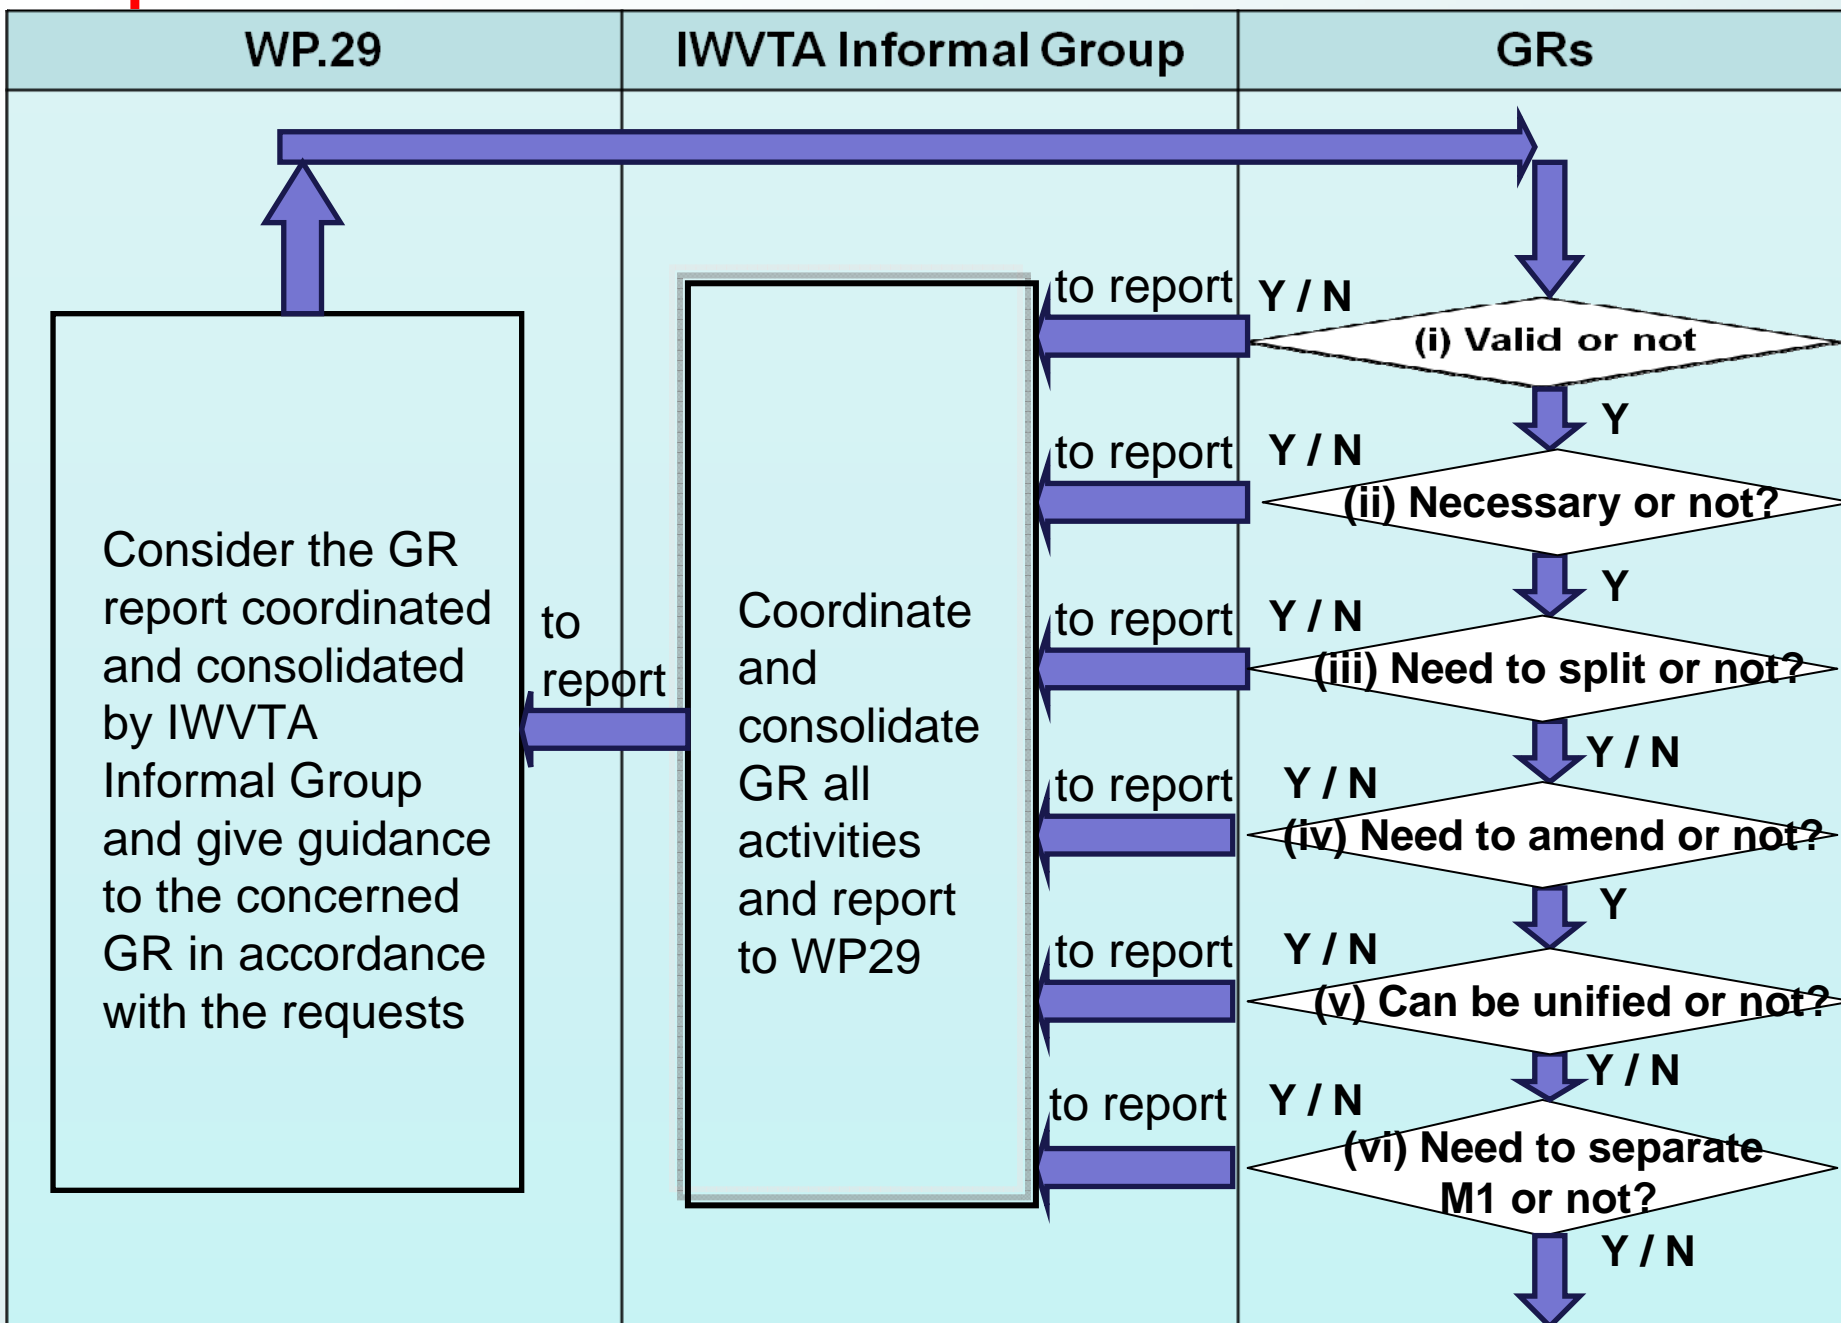 WP.29
IWVTA Informal Group
GRs
Consider the GR
report coordinated
and consolidated
by IWVTA
Informal Group
and give guidance
to the concerned
GR in accordance
with the requests
to
report
Coordinate
and
consolidate
GR all
activities
and report
to WP29
to report
Y / N
(i) Valid or not
Y
to report
Y / N
(ii) Necessary or not?
Y
to report
Y / N
(iii) Need to split or not?
Y / N
to report
Y / N
(iv) Need to amend or not?
Y
to report
Y / N
(v) Can be unified or not?
Y / N
to report
Y / N
(vi) Need to separate
M1 or not?
Y / N